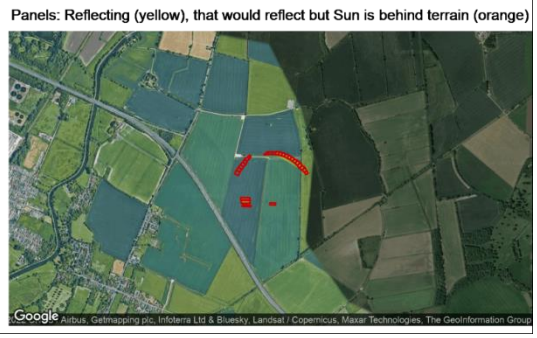 Panels: Reflecting (yellow), that would reflect but Sun is behind terrain (orange)
Google Airbus, Getmapping plc, Infoterra Ltd & Bluesky, Landsat / Copernicus, Maxar Technologies, The GeoInformation Group